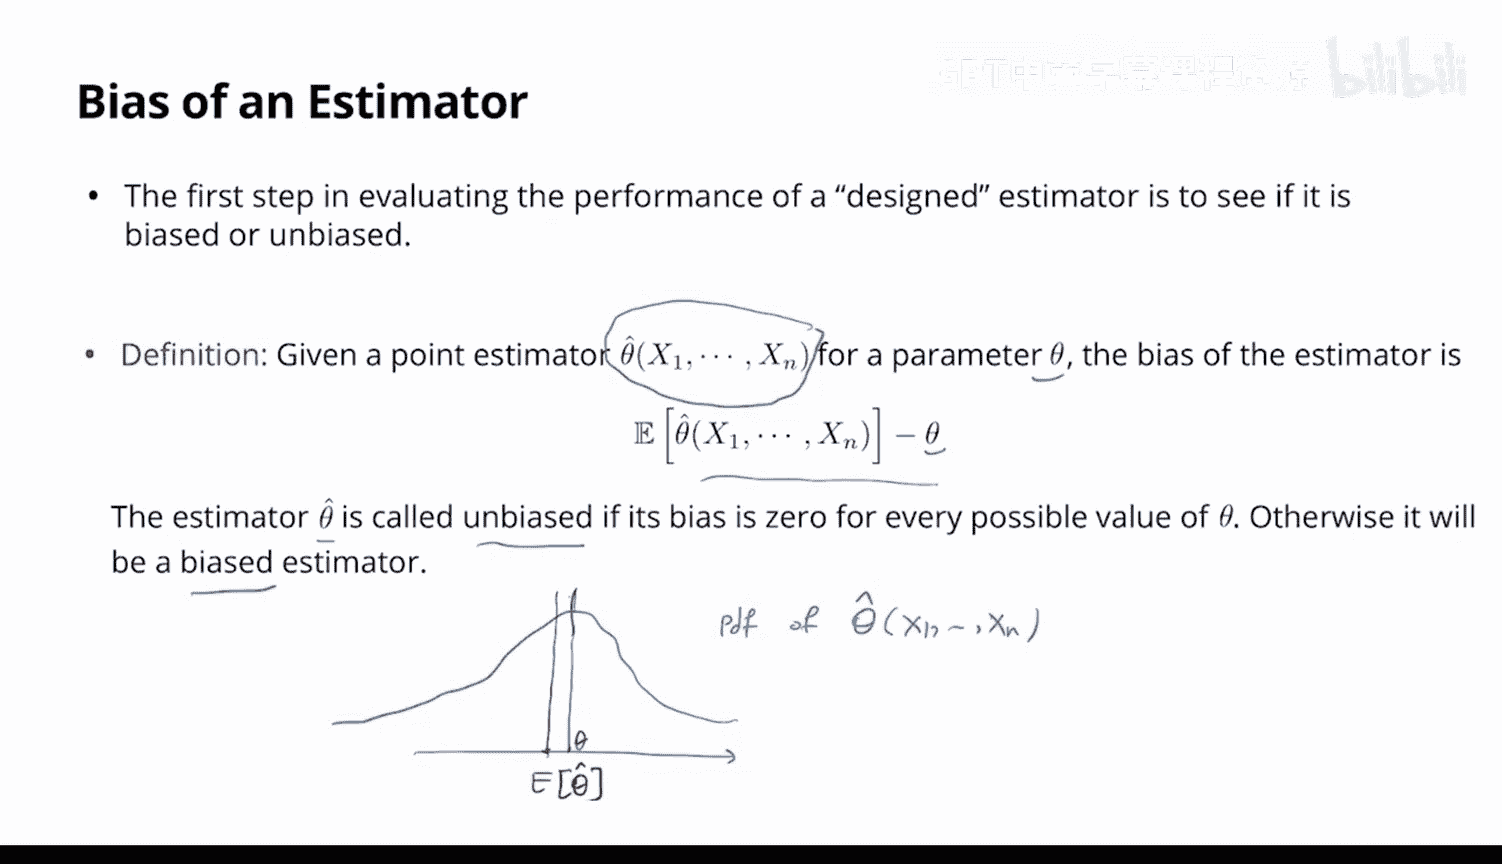 bilibili
Bias of an Estimator
• The first step in evaluating the performance of a “designed” estimator is to see if it is
biased or unbiased.
• Definition: Given a point estimator θ̂(X₁, ⋯ , Xₙ) for a parameter θ, the bias of the estimator is
𝔼 [θ̂(X₁, ⋯ , Xₙ)] − θ
The estimator θ̂ is called unbiased if its bias is zero for every possible value of θ. Otherwise it will
be a biased estimator.
pdf of θ̂(X₁, ~, Xₙ)
θ
E[θ̂]